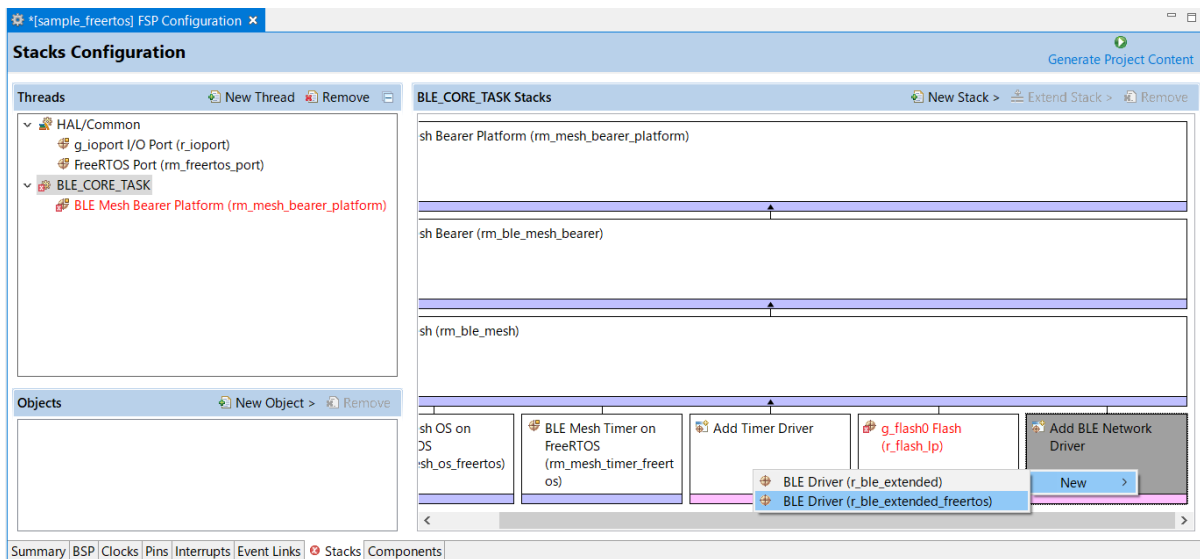 *[sample_freertos] FSP Configuration
Stacks Configuration
Generate Project Content
Threads
New Thread
Remove
HAL/Common
g_ioport I/O Port (r_ioport)
FreeRTOS Port (rm_freertos_port)
BLE_CORE_TASK
BLE Mesh Bearer Platform (rm_mesh_bearer_platform)
Objects
New Object >
Remove
BLE_CORE_TASK Stacks
New Stack >
Extend Stack >
Remove
sh Bearer Platform (rm_mesh_bearer_platform)
sh Bearer (rm_ble_mesh_bearer)
sh (rm_ble_mesh)
sh OS on
OS
sh_os_freertos)
BLE Mesh Timer on
FreeRTOS
(rm_mesh_timer_freert
os)
Add Timer Driver
g_flash0 Flash
(r_flash_lp)
Add BLE Network
Driver
New >
BLE Driver (r_ble_extended)
BLE Driver (r_ble_extended_freertos)
Summary BSP Clocks Pins Interrupts Event Links Stacks Components